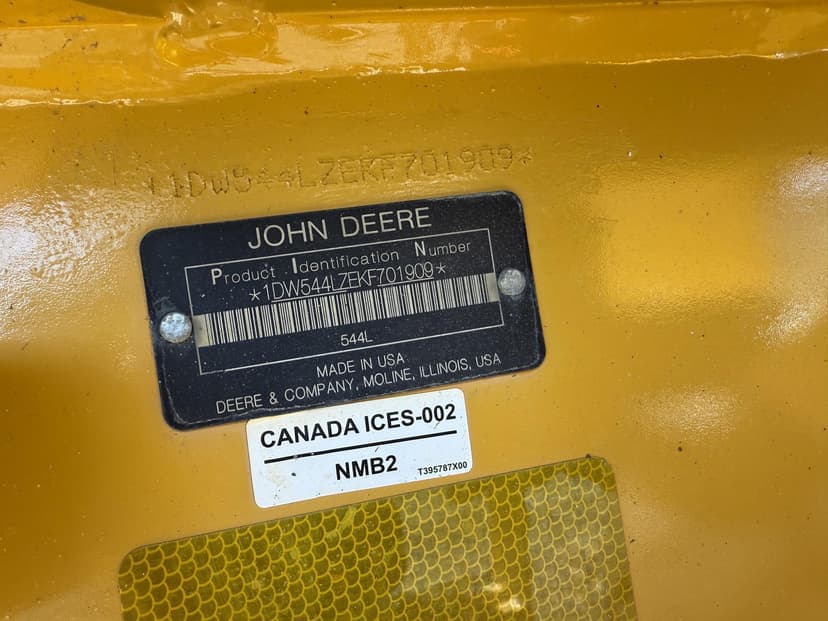 *1DW544LZEKF701909*
JOHN DEERE
Product Identification Number
*1DW544LZEKF701909*
544L
MADE IN USA
DEERE & COMPANY, MOLINE, ILLINOIS, USA
CANADA ICES-002
NMB2
T395787X00